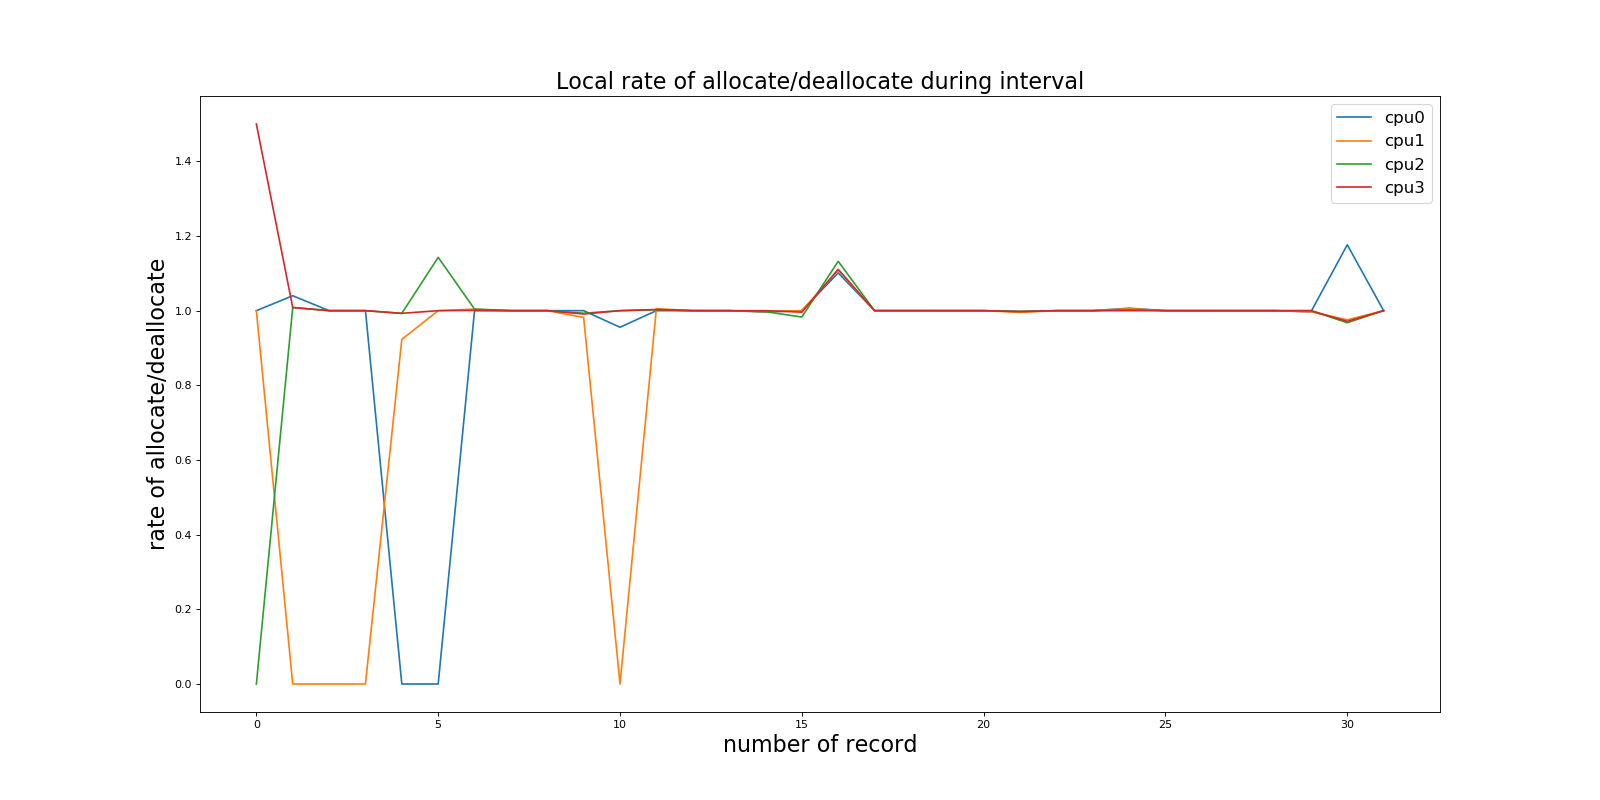 Local rate of allocate/deallocate during interval
cpu0
cpu1
cpu2
cpu3
rate of allocate/deallocate
1.4
1.2
1.0
0.8
0.6
0.4
0.2
0.0
0 5 10 15 20 25 30
number of record